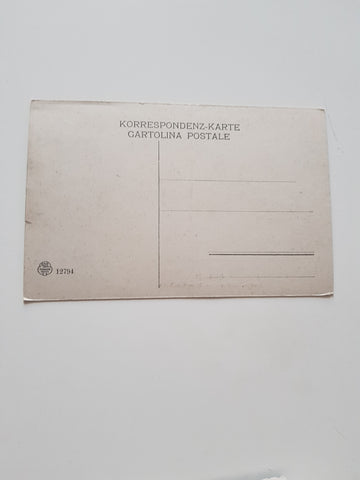 KORRESPONDENZ-KARTE
CARTOLINA POSTALE
12794